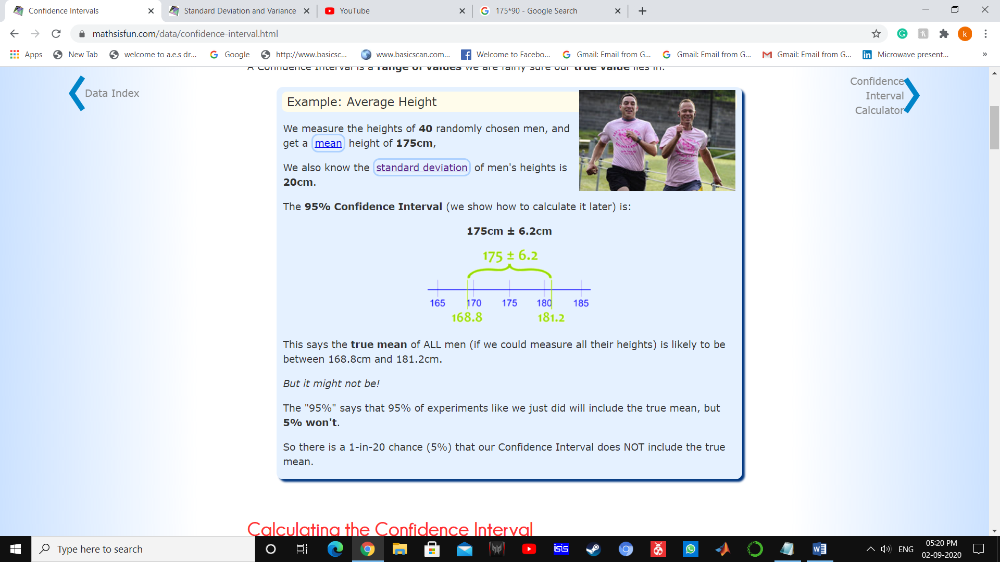 Confidence Intervals
Standard Deviation and Variance
YouTube
175*90 - Google Search
mathsisfun.com/data/confidence-interval.html
k
Apps
New Tab
welcome to a.e.s dr...
Google
http://www.basicsc...
www.basicscan.com...
Welcome to Facebo...
Gmail: Email from G...
Gmail: Email from G...
Gmail: Email from G...
Microwave present...
»
A Confidence Interval is a range of values we are fairly sure our true value lies in.
Data Index
Confidence
Interval
Calculator
Example: Average Height
We measure the heights of 40 randomly chosen men, and
get a mean height of 175cm,
We also know the standard deviation of men's heights is
20cm.
The 95% Confidence Interval (we show how to calculate it later) is:
175cm ± 6.2cm
175 ± 6.2
165 170 175 180 185
168.8 181.2
This says the true mean of ALL men (if we could measure all their heights) is likely to be
between 168.8cm and 181.2cm.
But it might not be!
The "95%" says that 95% of experiments like we just did will include the true mean, but
5% won't.
So there is a 1-in-20 chance (5%) that our Confidence Interval does NOT include the true
mean.
Calculating the Confidence Interval
Type here to search
ISIS
ENG
05:20 PM
02-09-2020